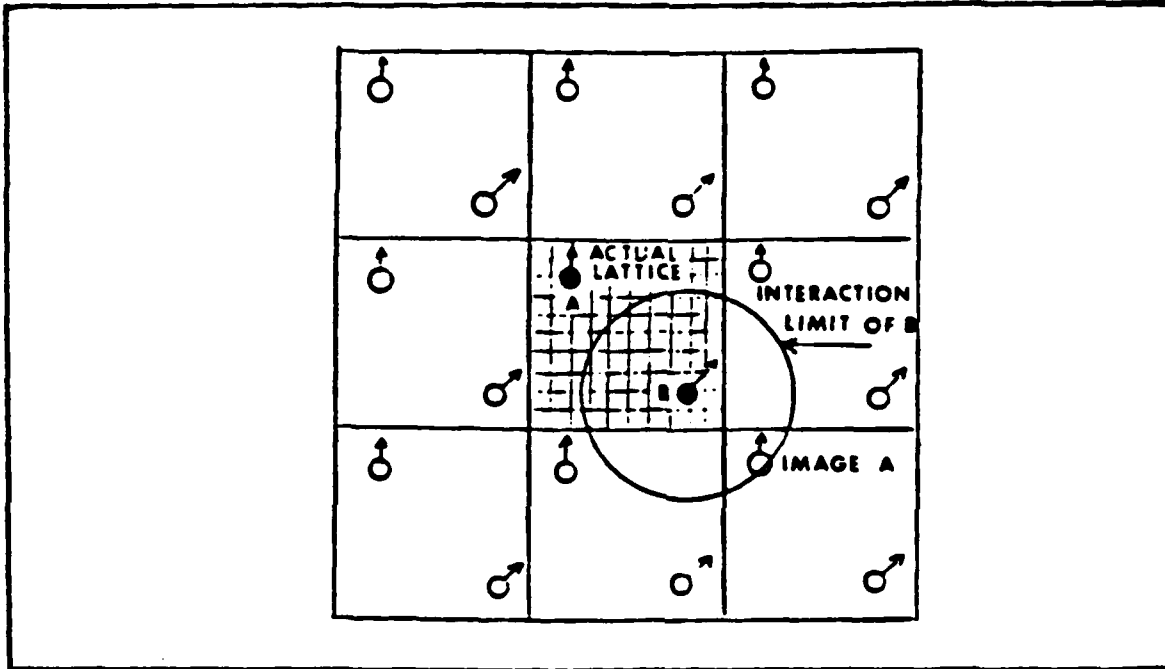 ACTUAL
LATTICE
A
INTERACTION
LIMIT OF B
B
IMAGE A